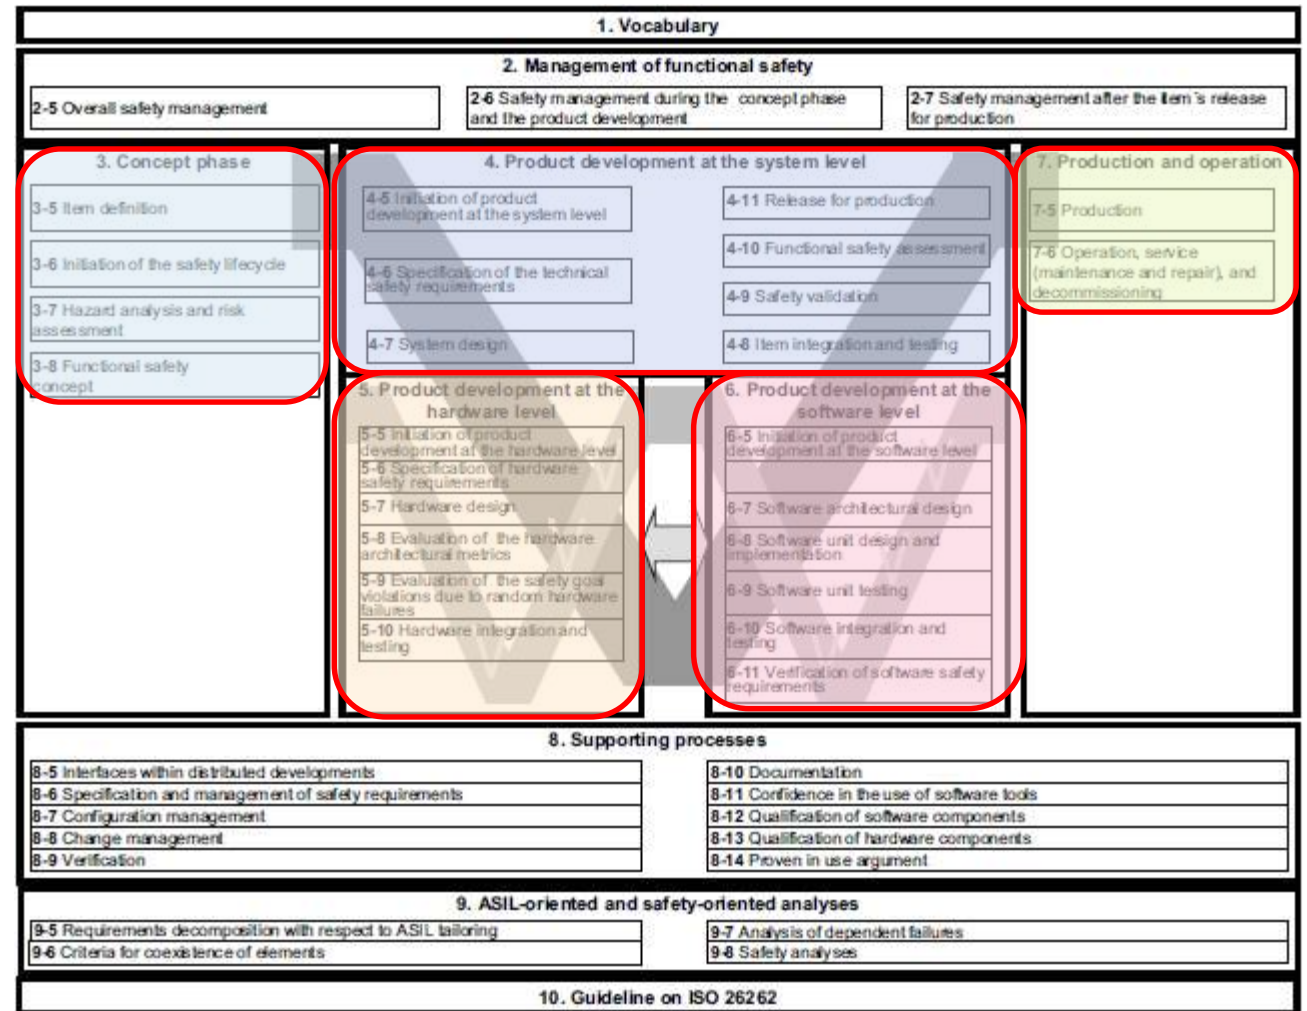 1. Vocabulary
2. Management of functional safety
2-5 Overall safety management
2-6 Safety management during the concept phase
and the product development
2-7 Safety management after the item's release
for production
3. Concept phase
3-5 Item definition
3-6 Initiation of the safety lifecycle
3-7 Hazard analysis and risk
assessment
3-8 Functional safety
concept
4. Product development at the system level
4-5 Initiation of product
development at the system level
4-6 Specification of the technical
safety requirements
4-7 System design
4-11 Release for production
4-10 Functional safety assessment
4-9 Safety validation
4-8 Item integration and testing
7. Production and operation
7-5 Production
7-6 Operation, service
(maintenance and repair), and
decommissioning
5. Product development at the
hardware level
5-5 Initiation of product
development at the hardware level
5-6 Specification of hardware
safety requirements
5-7 Hardware design
5-8 Evaluation of the hardware
architectural metrics
5-9 Evaluation of the safety goal
violations due to random hardware
failures
5-10 Hardware integration and
testing
6. Product development at the
software level
6-5 Initiation of product
development at the software level
6-7 Software architectural design
6-8 Software unit design and
implementation
6-9 Software unit testing
6-10 Software integration and
testing
6-11 Verification of software safety
requirements
8. Supporting processes
8-5 Interfaces within distributed developments
8-6 Specification and management of safety requirements
8-7 Configuration management
8-8 Change management
8-9 Verification
8-10 Documentation
8-11 Confidence in the use of software tools
8-12 Qualification of software components
8-13 Qualification of hardware components
8-14 Proven in use argument
9. ASIL-oriented and safety-oriented analyses
9-5 Requirements decomposition with respect to ASIL tailoring
9-6 Criteria for coexistence of elements
9-7 Analysis of dependent failures
9-8 Safety analyses
10. Guideline on ISO 26262